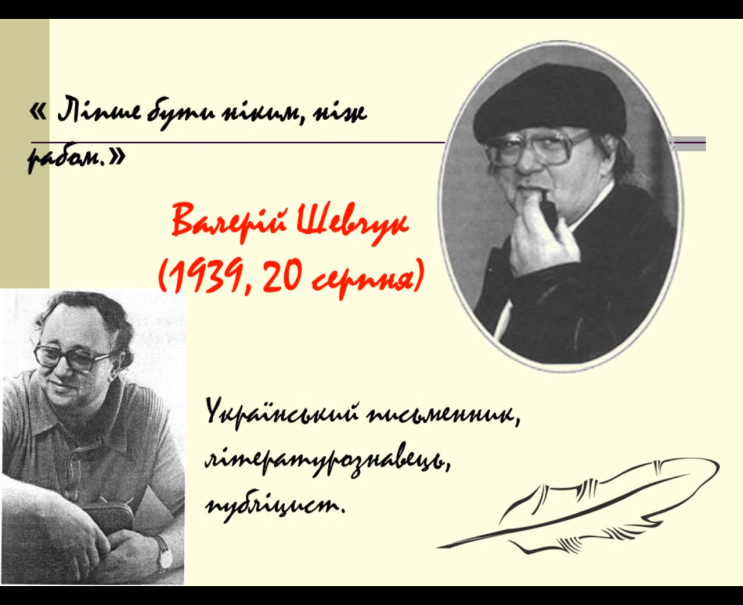 « Ліпше бути ніким, ніж
рабом.»
Валерій Шевчук
(1939, 20 серпня)
Український письменник,
літературознавець,
публіцист.